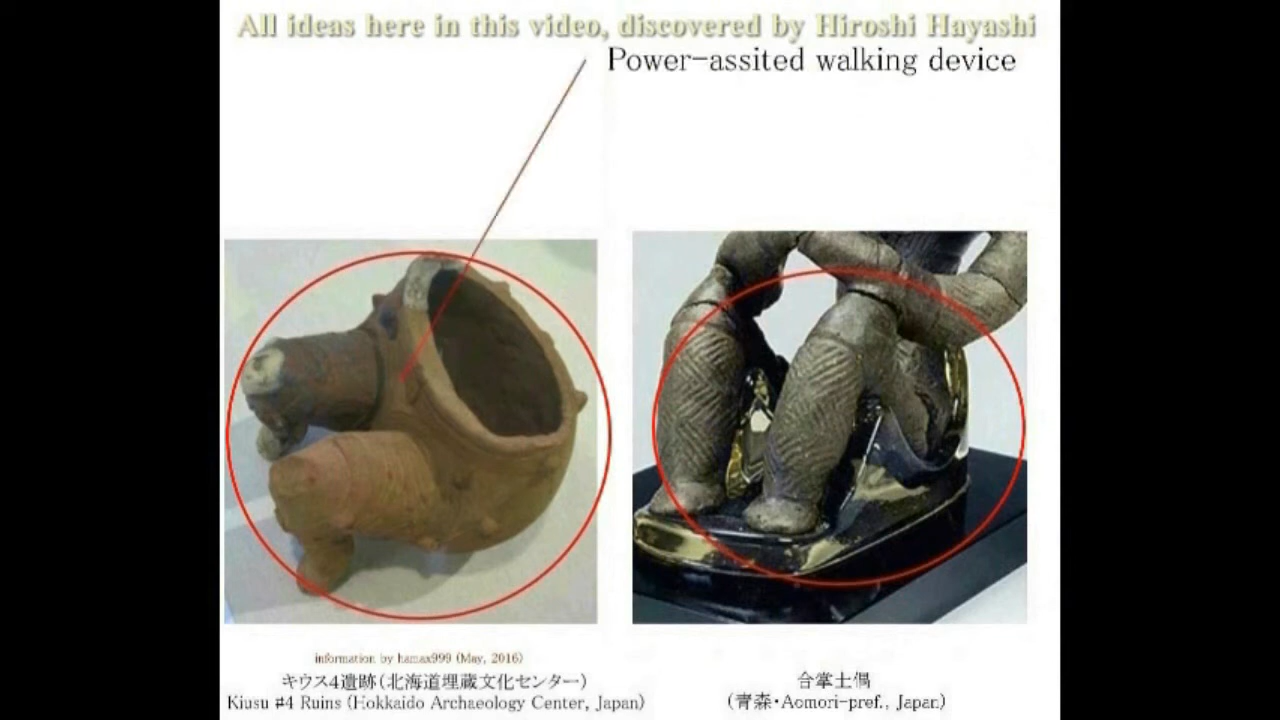 All ideas here in this video, discovered by Hiroshi Hayashi
Power-assited walking device
information by hamax999 (May, 2016)
キウス4遺跡(北海道埋蔵文化センター)
Kiusu #4 Ruins (Hokkaido Archaeology Center, Japan)
合掌土偶
(青森・Aomori-pref., Japan)